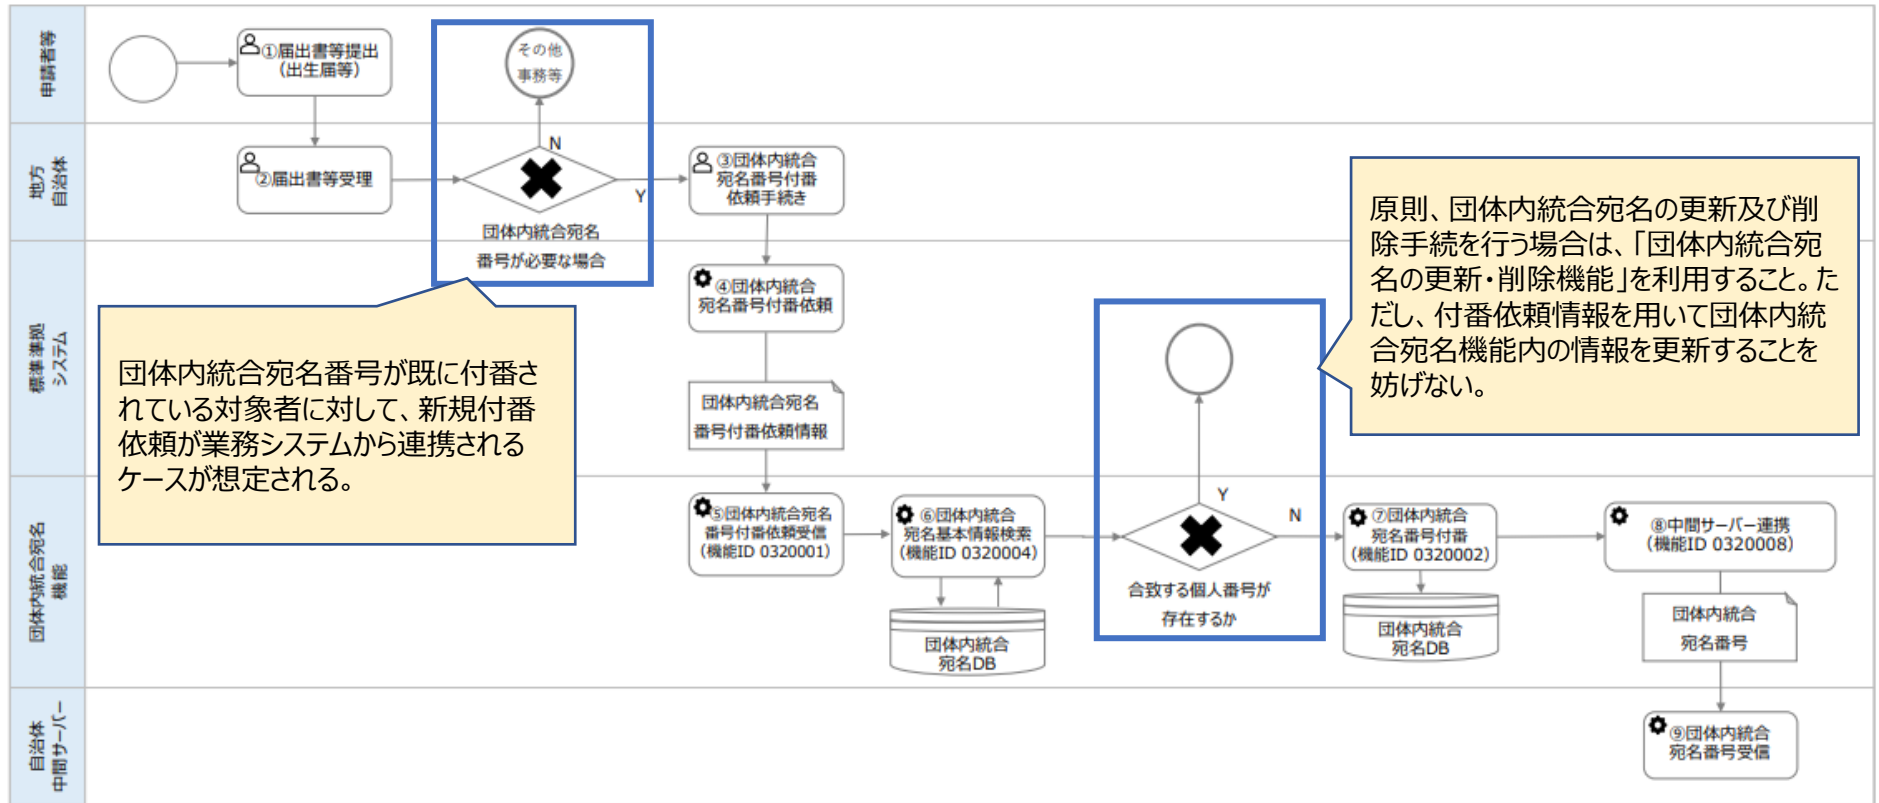 申請者等
①届出書等提出
（出生届等）
その他
事務等
地方
自治体
②届出書等受理
N
Y
団体内統合宛名
番号が必要な場合
③団体内統合
宛名番号付番
依頼手続き
標準準拠
システム
④団体内統合
宛名番号付番依頼
団体内統合宛名
番号付番依頼情報
団体内統合宛名番号が既に付番さ
れている対象者に対して、新規付番
依頼が業務システムから連携される
ケースが想定される。
原則、団体内統合宛名の更新及び削
除手続を行う場合は、「団体内統合宛
名の更新・削除機能」を利用すること。た
だし、付番依頼情報を用いて団体内統
合宛名機能内の情報を更新することを
妨げない。
団体内統合宛名
機能
⑤団体内統合宛名
番号付番依頼受信
（機能ID 0320001）
⑥団体内統合
宛名基本情報検索
（機能ID 0320004）
団体内統合
宛名DB
Y
N
合致する個人番号が
存在するか
⑦団体内統合
宛名番号付番
（機能ID 0320002）
団体内統合
宛名DB
⑧中間サーバー連携
（機能ID 0320008）
団体内統合
宛名番号
自治体
中間サーバー
⑨団体内統合
宛名番号受信